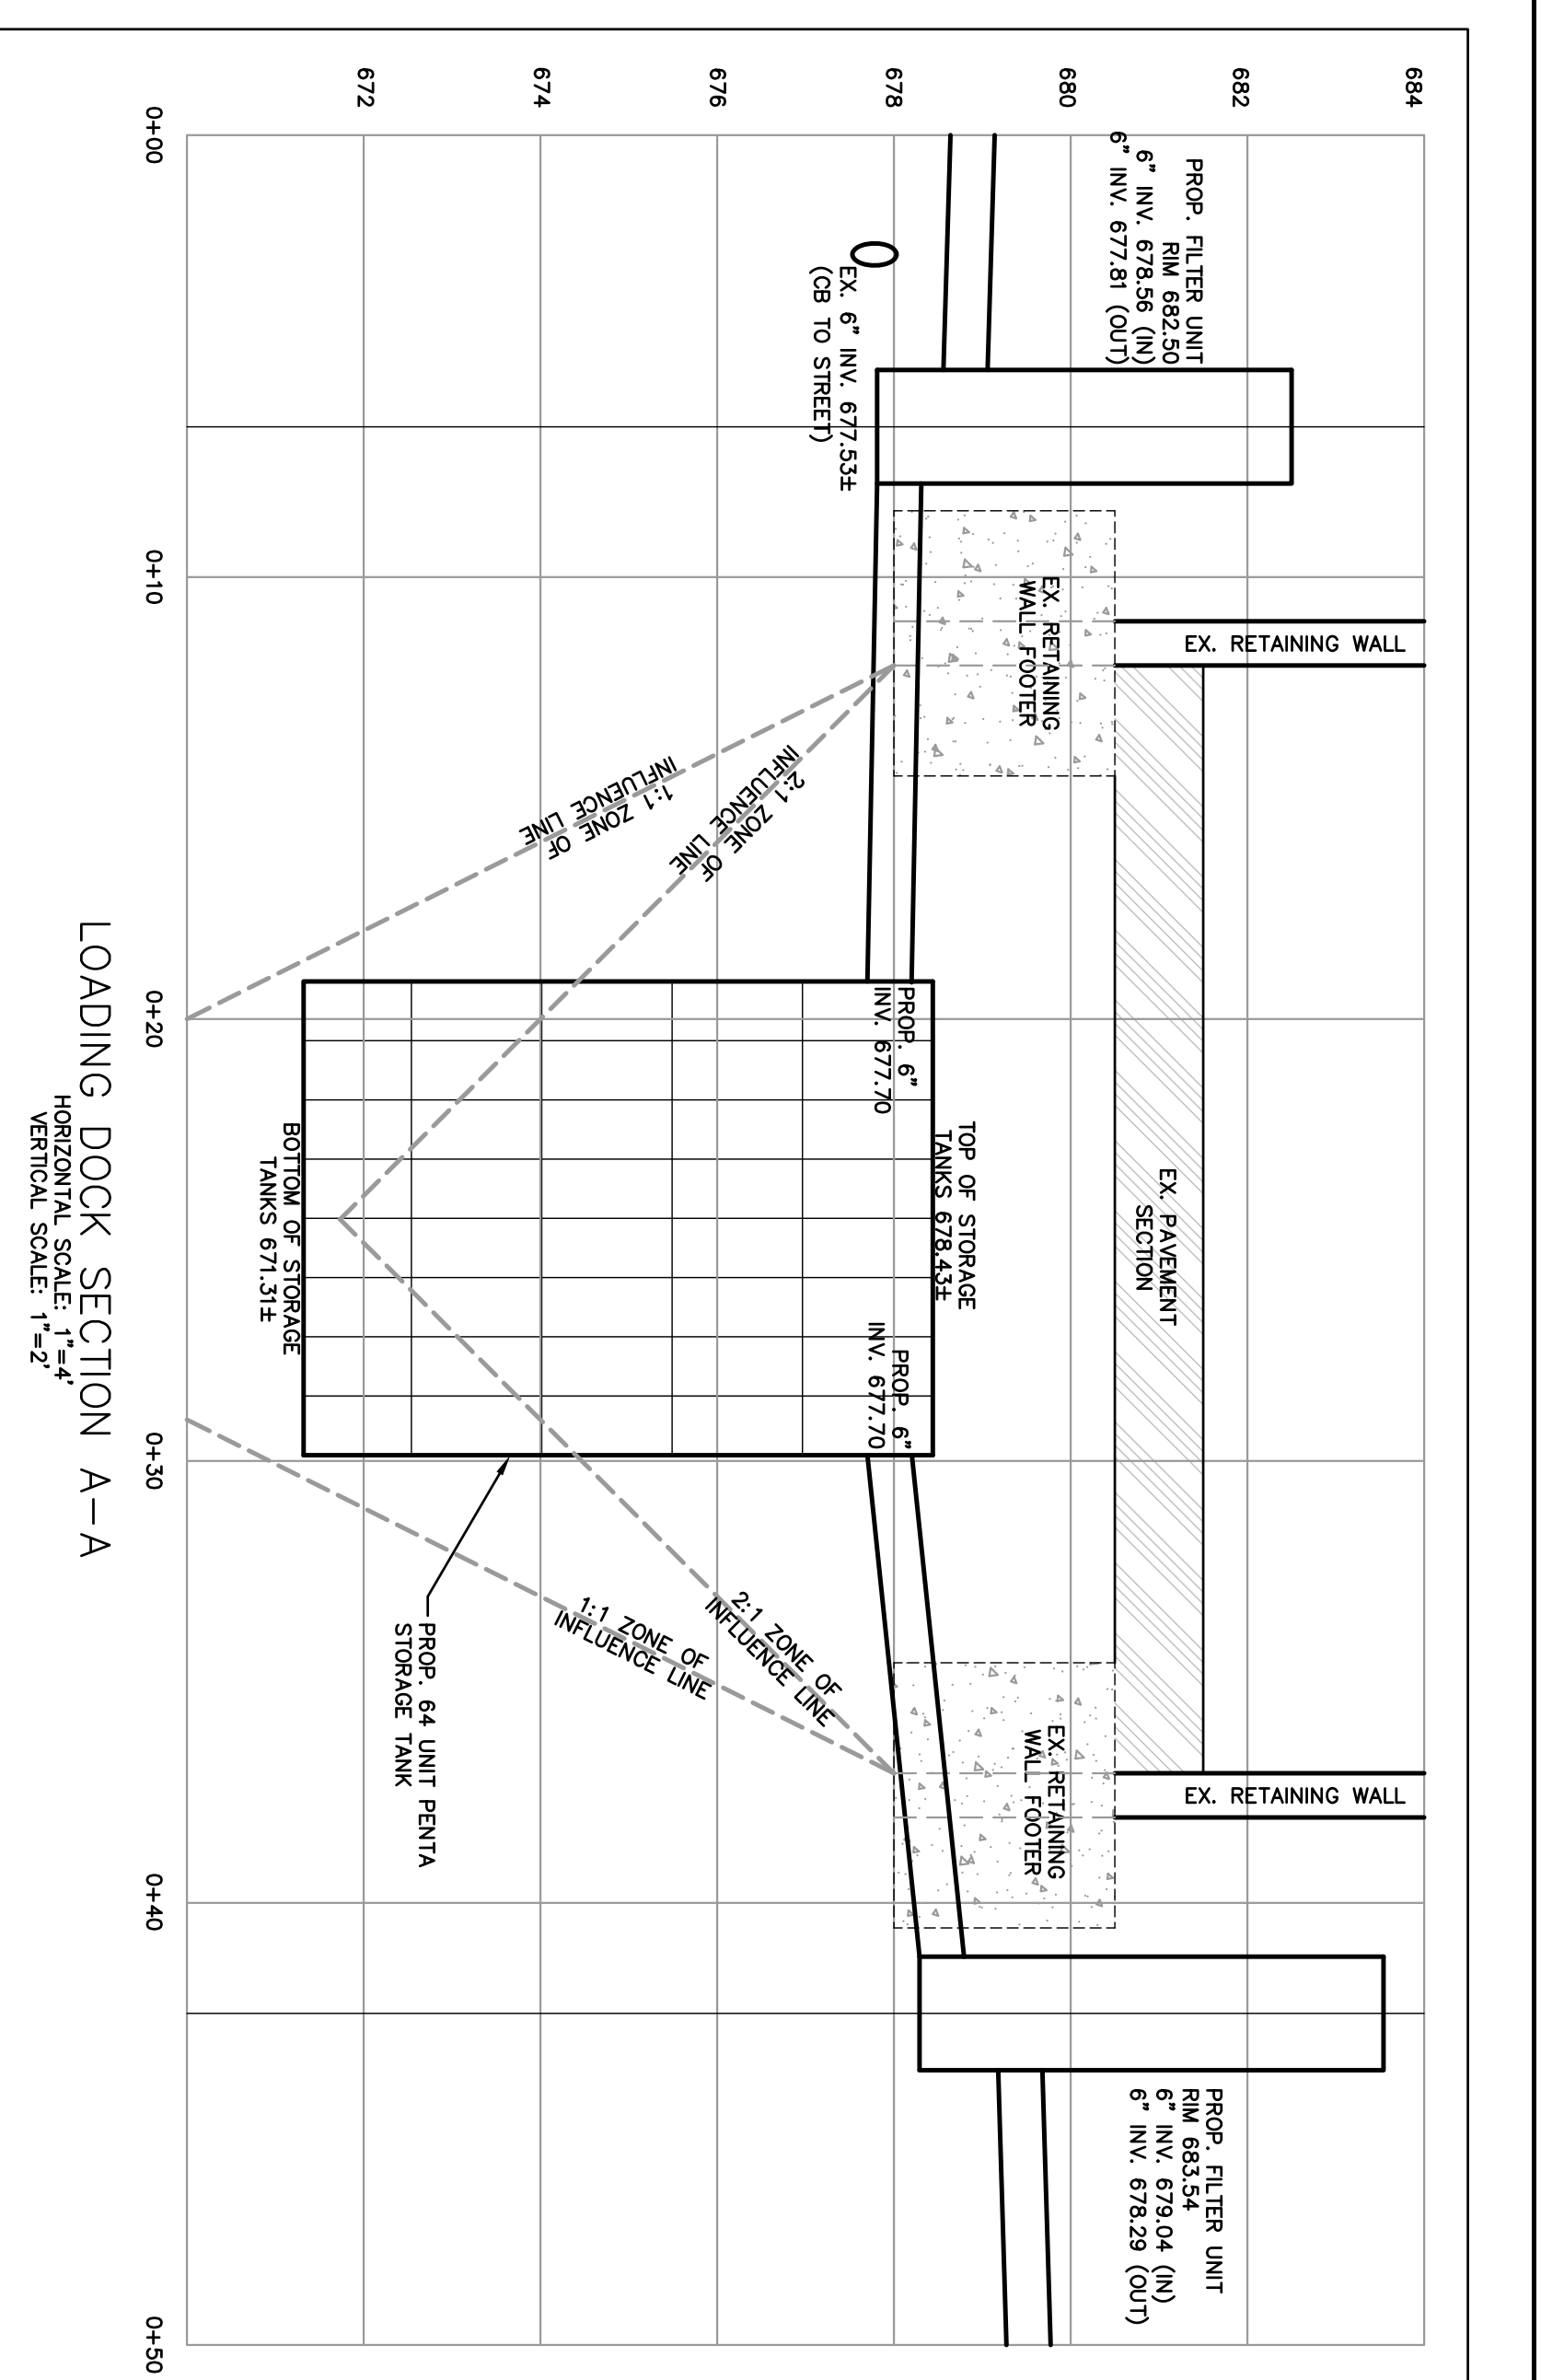 684
682
680
678
676
674
672
0+00
0+10
0+20
0+30
0+40
0+50
PROP. FILTER UNIT
RIM 682.50
6" INV. 678.56 (IN)
6" INV. 677.81 (OUT)
EX. 6" INV. 677.53±
(CB TO STREET)
EX. RETAINING WALL
EX. RETAINING
WALL FOOTER
1:1 ZONE OF
INFLUENCE LINE
2:1 ZONE OF
INFLUENCE LINE
EX. PAVEMENT
SECTION
TOP OF STORAGE
TANKS 678.43±
PROP. 6"
INV. 677.70
PROP. 6"
INV. 677.70
BOTTOM OF STORAGE
TANKS 671.31±
2:1 ZONE OF
INFLUENCE LINE
1:1 ZONE OF
INFLUENCE LINE
PROP. 64 UNIT PENTA
STORAGE TANK
EX. RETAINING WALL
EX. RETAINING
WALL FOOTER
PROP. FILTER UNIT
RIM 683.54
6" INV. 679.04 (IN)
6" INV. 678.29 (OUT)
LOADING DOCK SECTION A-A
HORIZONTAL SCALE: 1"=4'
VERTICAL SCALE: 1"=2'